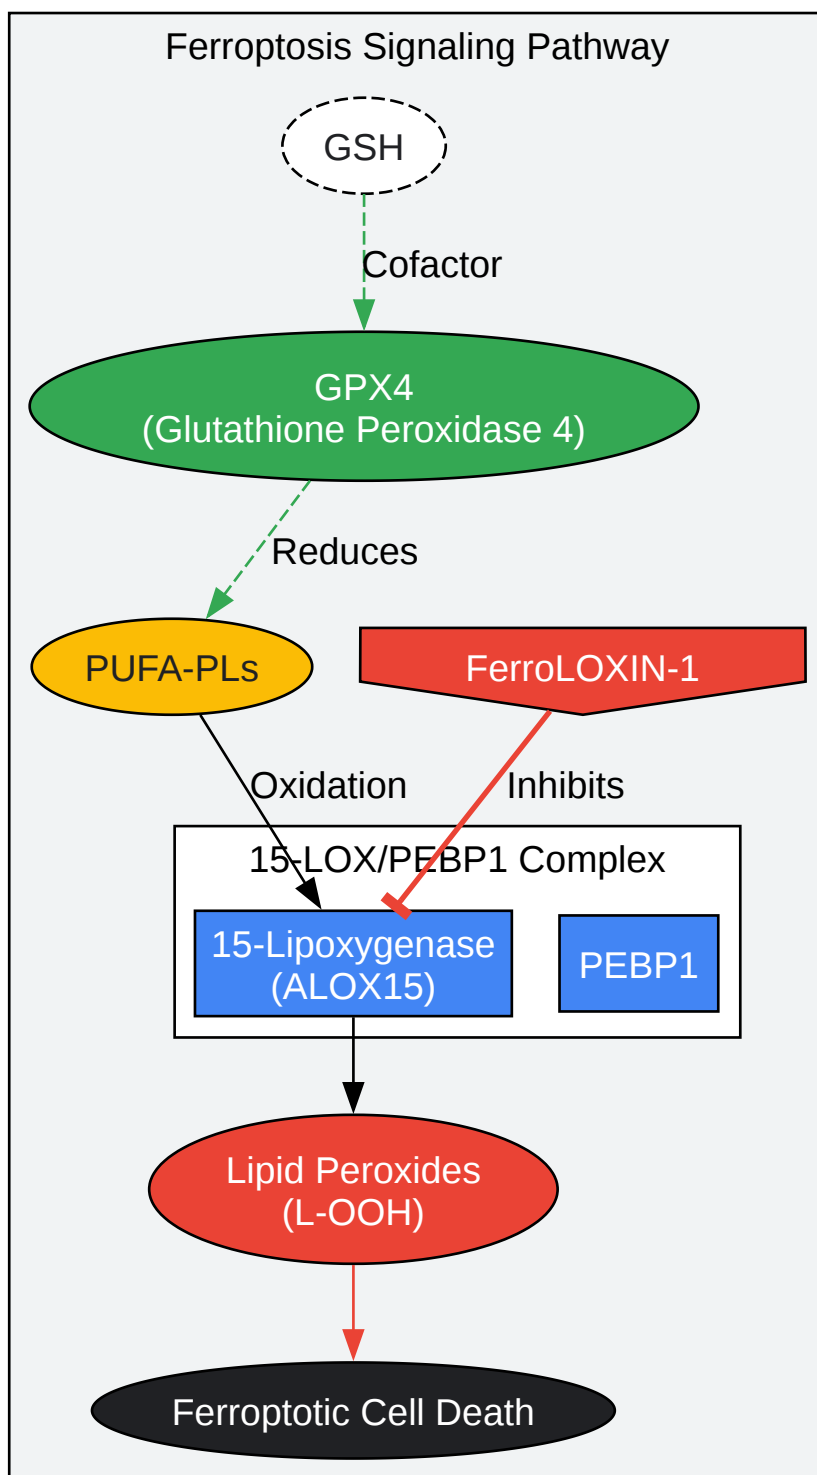 Ferroptosis Signaling Pathway
GSH
Cofactor
GPX4
(Glutathione Peroxidase 4)
Reduces
PUFA-PLs
FerroLOXIN-1
Oxidation
Inhibits
15-LOX/PEBP1 Complex
15-Lipoxygenase
(ALOX15)
PEBP1
Lipid Peroxides
(L-OOH)
Ferroptotic Cell Death